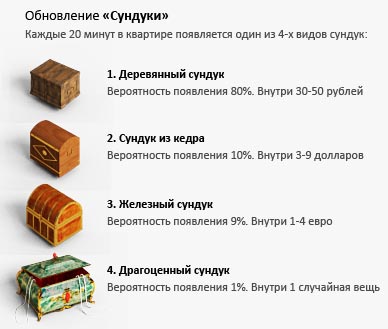 Обновление «Сундуки»
Каждые 20 минут в квартире появляется один из 4-х видов сундук:
1. Деревянный сундук
Вероятность появления 80%. Внутри 30-50 рублей
2. Сундук из кедра
Вероятность появления 10%. Внутри 3-9 долларов
3. Железный сундук
Вероятность появления 9%. Внутри 1-4 евро
4. Драгоценный сундук
Вероятность появления 1%. Внутри 1 случайная вещь